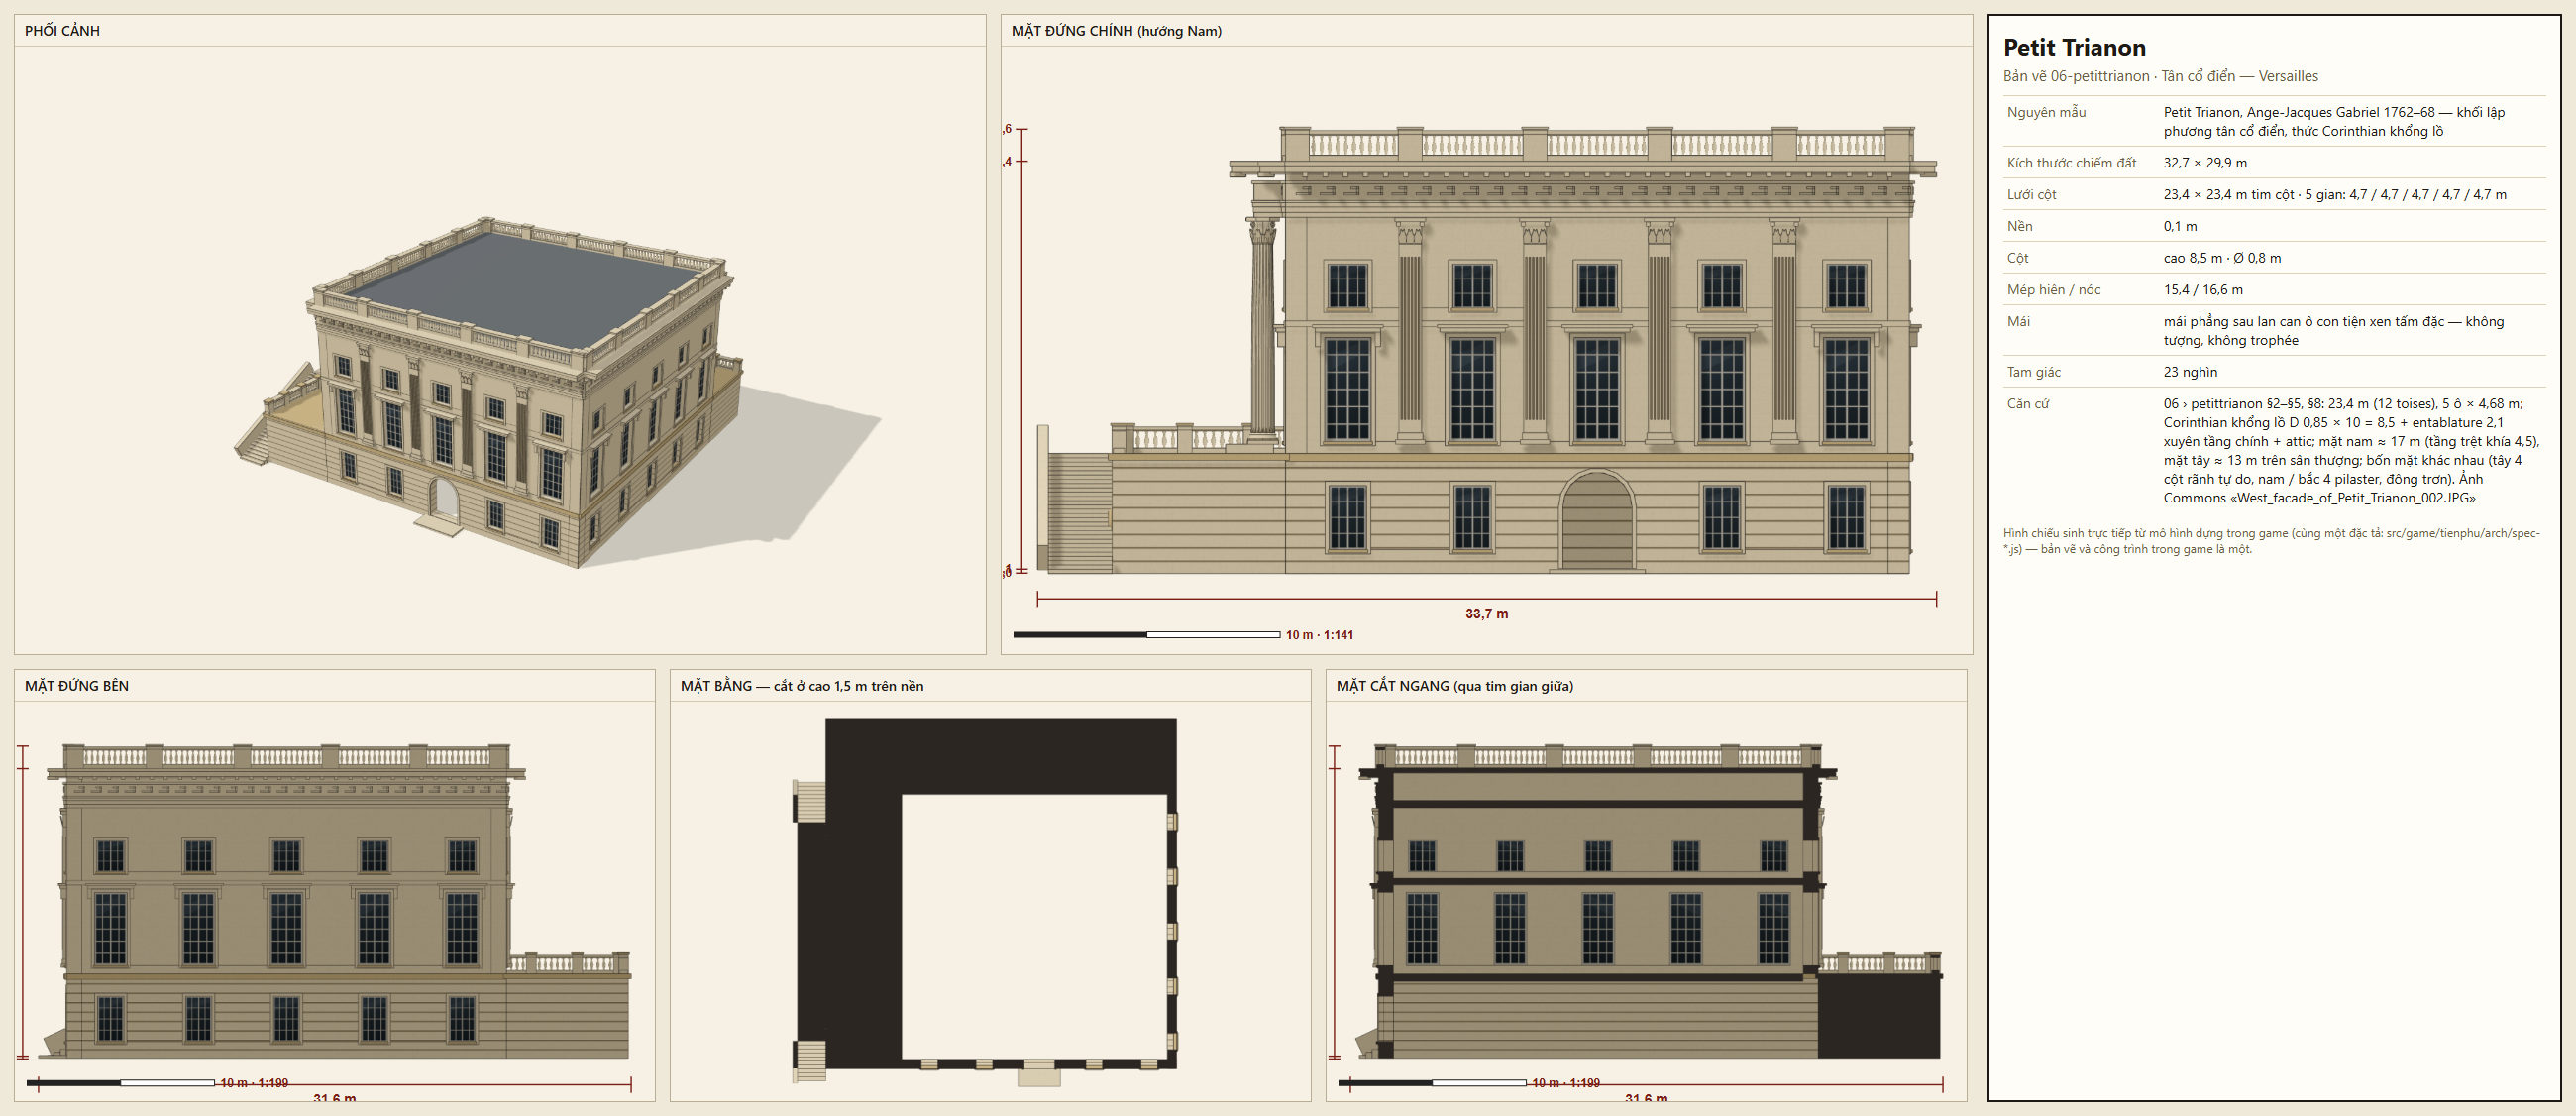 PHỐI CẢNH
MẶT ĐỨNG CHÍNH (hướng Nam)
,6
,4
33,7 m
10 m · 1:141
MẶT ĐỨNG BÊN
10 m · 1:199
31,6 m
MẶT BẰNG — cắt ở cao 1,5 m trên nền
MẶT CẮT NGANG (qua tim gian giữa)
10 m · 1:199
31,6 m
Petit Trianon
Bản vẽ 06-petittrianon · Tân cổ điển — Versailles
Nguyên mẫu
Petit Trianon, Ange-Jacques Gabriel 1762–68 — khối lập
phương tân cổ điển, thức Corinthian khổng lồ
Kích thước chiếm đất
32,7 × 29,9 m
Lưới cột
23,4 × 23,4 m tim cột · 5 gian: 4,7 / 4,7 / 4,7 / 4,7 / 4,7 m
Nền
0,1 m
Cột
cao 8,5 m · Ø 0,8 m
Mép hiên / nóc
15,4 / 16,6 m
Mái
mái phẳng sau lan can ô con tiện xen tấm đặc — không
tượng, không trophée
Tam giác
23 nghìn
Căn cứ
06 › petittrianon §2–§5, §8: 23,4 m (12 toises), 5 ô × 4,68 m;
Corinthian khổng lồ D 0,85 × 10 = 8,5 + entablature 2,1
xuyên tầng chính + attic; mặt nam ≈ 17 m (tầng trệt khía 4,5),
mặt tây ≈ 13 m trên sân thượng; bốn mặt khác nhau (tây 4
cột rãnh tự do, nam / bắc 4 pilaster, đông trơn). Ảnh
Commons «West_facade_of_Petit_Trianon_002.JPG»
Hình chiếu sinh trực tiếp từ mô hình dựng trong game (cùng một đặc tả: src/game/tienphu/arch/spec-
*.js) — bản vẽ và công trình trong game là một.